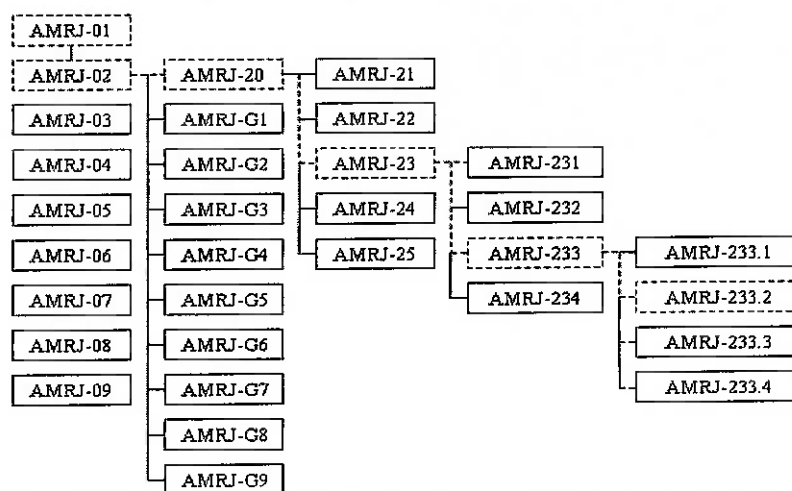 AMRJ-01
AMRJ-02
AMRJ-03
AMRJ-04
AMRJ-05
AMRJ-06
AMRJ-07
AMRJ-08
AMRJ-09
AMRJ-20
AMRJ-G1
AMRJ-G2
AMRJ-G3
AMRJ-G4
AMRJ-G5
AMRJ-G6
AMRJ-G7
AMRJ-G8
AMRJ-G9
AMRJ-21
AMRJ-22
AMRJ-23
AMRJ-24
AMRJ-25
AMRJ-231
AMRJ-232
AMRJ-233
AMRJ-234
AMRJ-233.1
AMRJ-233.2
AMRJ-233.3
AMRJ-233.4